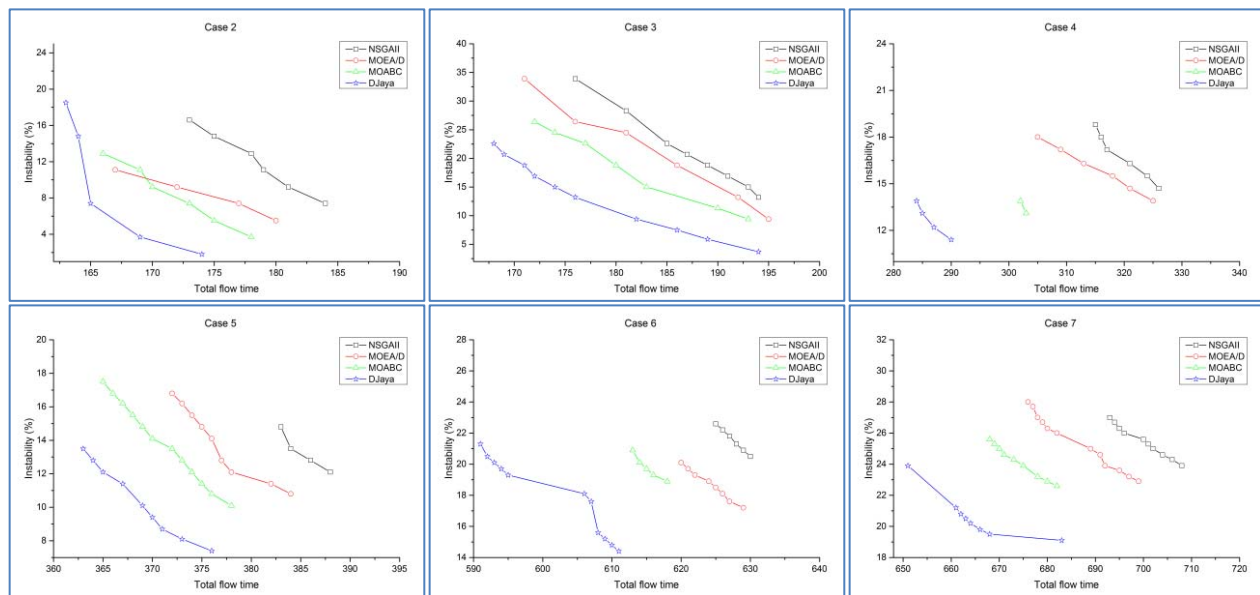 Case 2
NSGAII
MOEA/D
MOABC
DJaya
24
20
16
12
8
4
Instability (%)
165 170 175 180 185 190
Total flow time
Case 3
NSGAII
MOEA/D
MOABC
DJaya
40
35
30
25
20
15
10
5
Instability (%)
170 175 180 185 190 195 200
Total flow time
Case 4
NSGAII
MOEA/D
MOABC
DJaya
24
21
18
15
12
Instability (%)
280 290 300 310 320 330 340
Total flow time
Case 5
NSGAII
MOEA/D
MOABC
DJaya
20
18
16
14
12
10
8
Instability (%)
360 365 370 375 380 385 390 395
Total flow time
Case 6
NSGAII
MOEA/D
MOABC
DJaya
28
26
24
22
20
18
16
14
Instability (%)
590 600 610 620 630 640
Total flow time
Case 7
NSGAII
MOEA/D
MOABC
DJaya
32
30
28
26
24
22
20
18
Instability (%)
650 660 670 680 690 700 710 720
Total flow time